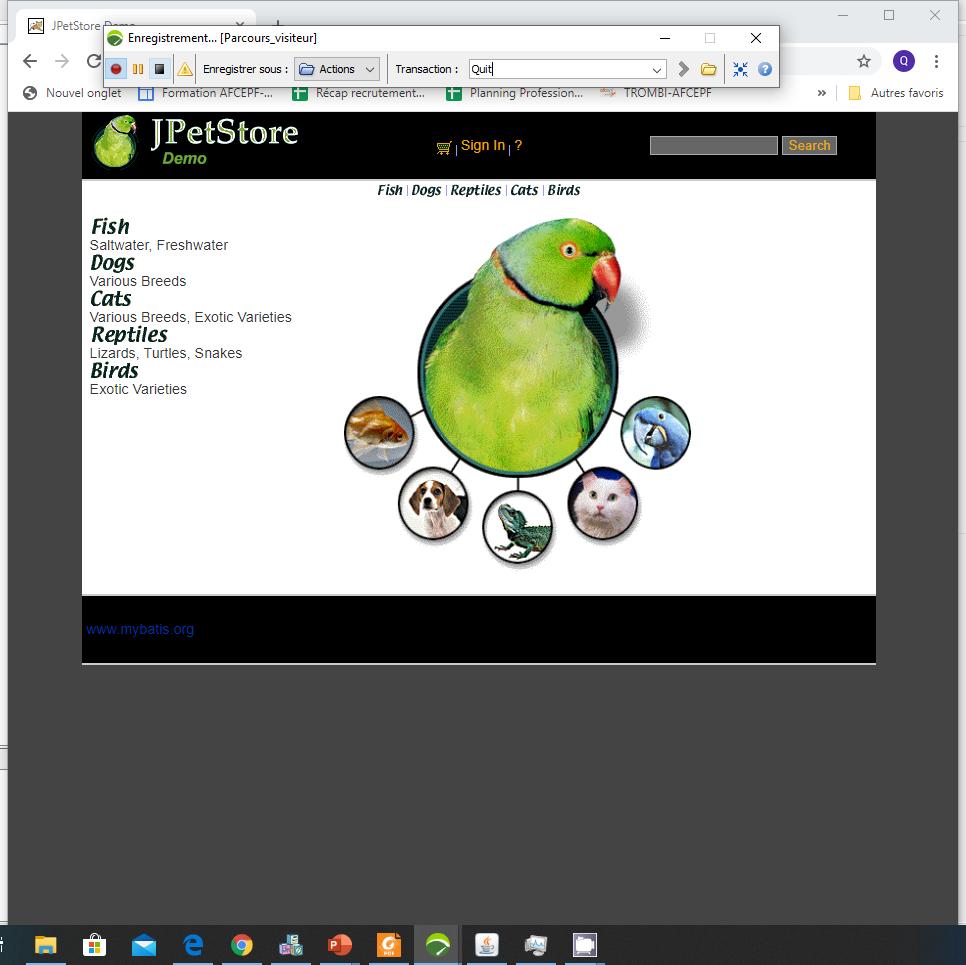 JPetStore Demo
Enregistrement... [Parcours_visiteur]
Enregistrer sous : Actions Transaction : Quit
Q
Nouvel onglet Formation AFCEPF-... Récap recrutement... Planning Profession... TROMBI-AFCEPF » Autres favoris
JPetStore
Demo
Sign In | ?
Search
Fish | Dogs | Reptiles | Cats | Birds
Fish
Saltwater, Freshwater
Dogs
Various Breeds
Cats
Various Breeds, Exotic Varieties
Reptiles
Lizards, Turtles, Snakes
Birds
Exotic Varieties
www.mybatis.org